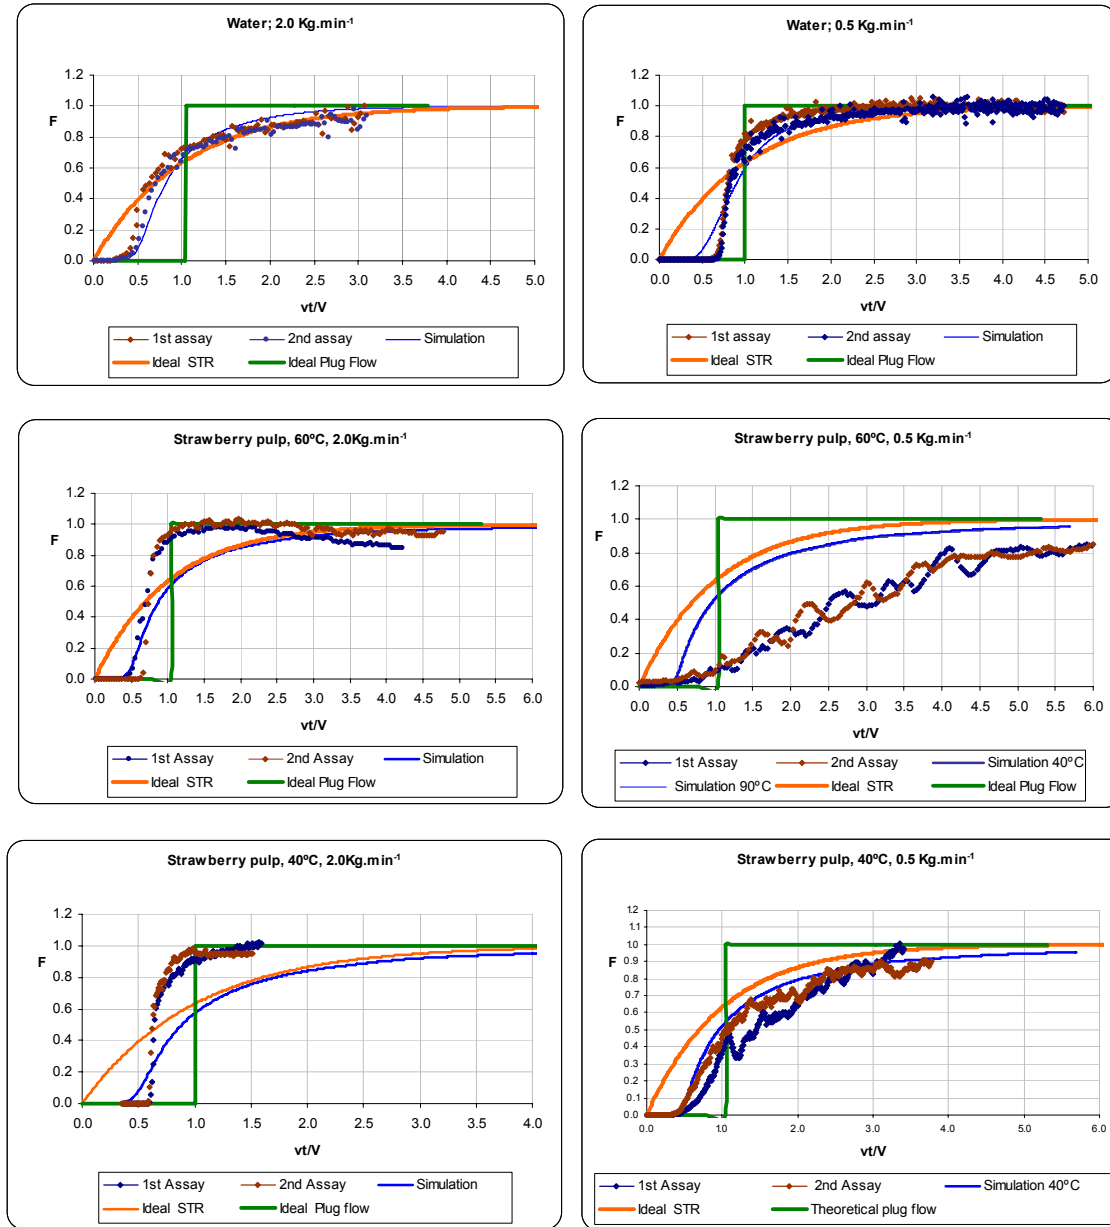 Water; 2.0 Kg.min-1
1.2
1.0
F
0.8
0.6
0.4
0.2
0.0
0.0 0.5 1.0 1.5 2.0 2.5 3.0 3.5 4.0 4.5 5.0
vt/V
1st assay 2nd assay Simulation
Ideal STR Ideal Plug Flow
Water; 0.5 Kg.min-1
1.2
1.0
F
0.8
0.6
0.4
0.2
0.0
0.0 0.5 1.0 1.5 2.0 2.5 3.0 3.5 4.0 4.5 5.0
vt/V
1st assay 2nd assay Simulation
Ideal STR Ideal Plug Flow
Strawberry pulp, 60ºC, 2.0Kg.min-1
1.2
1.0
F
0.8
0.6
0.4
0.2
0.0
0.0 0.5 1.0 1.5 2.0 2.5 3.0 3.5 4.0 4.5 5.0 5.5 6.0
vt/V
1st Assay 2nd Assay Simulation
Ideal STR Ideal Plug Flow
Strawberry pulp, 60ºC, 0.5 Kg.min-1
1.2
1.0
F
0.8
0.6
0.4
0.2
0.0
0.0 0.5 1.0 1.5 2.0 2.5 3.0 3.5 4.0 4.5 5.0 5.5 6.0
vt/V
1st Assay 2nd Assay Simulation 40ºC
Simulation 90ºC Ideal STR Ideal Plug Flow
Strawberry pulp, 40ºC, 2.0Kg.min-1
1.2
1.0
F
0.8
0.6
0.4
0.2
0.0
0.0 0.5 1.0 1.5 2.0 2.5 3.0 3.5 4.0
vt/V
1st Assay 2nd Assay Simulation
Ideal STR Ideal Plug flow
Strawberry pulp, 40ºC, 0.5 Kg.min-1
1.2
1.1
1.0
F
0.9
0.8
0.7
0.6
0.5
0.4
0.3
0.2
0.1
0.0
0.0 1.0 2.0 3.0 4.0 5.0 6.0
vt/V
1st Assay 2nd Assay Simulation 40ºC
Ideal STR Theoretical plug flow